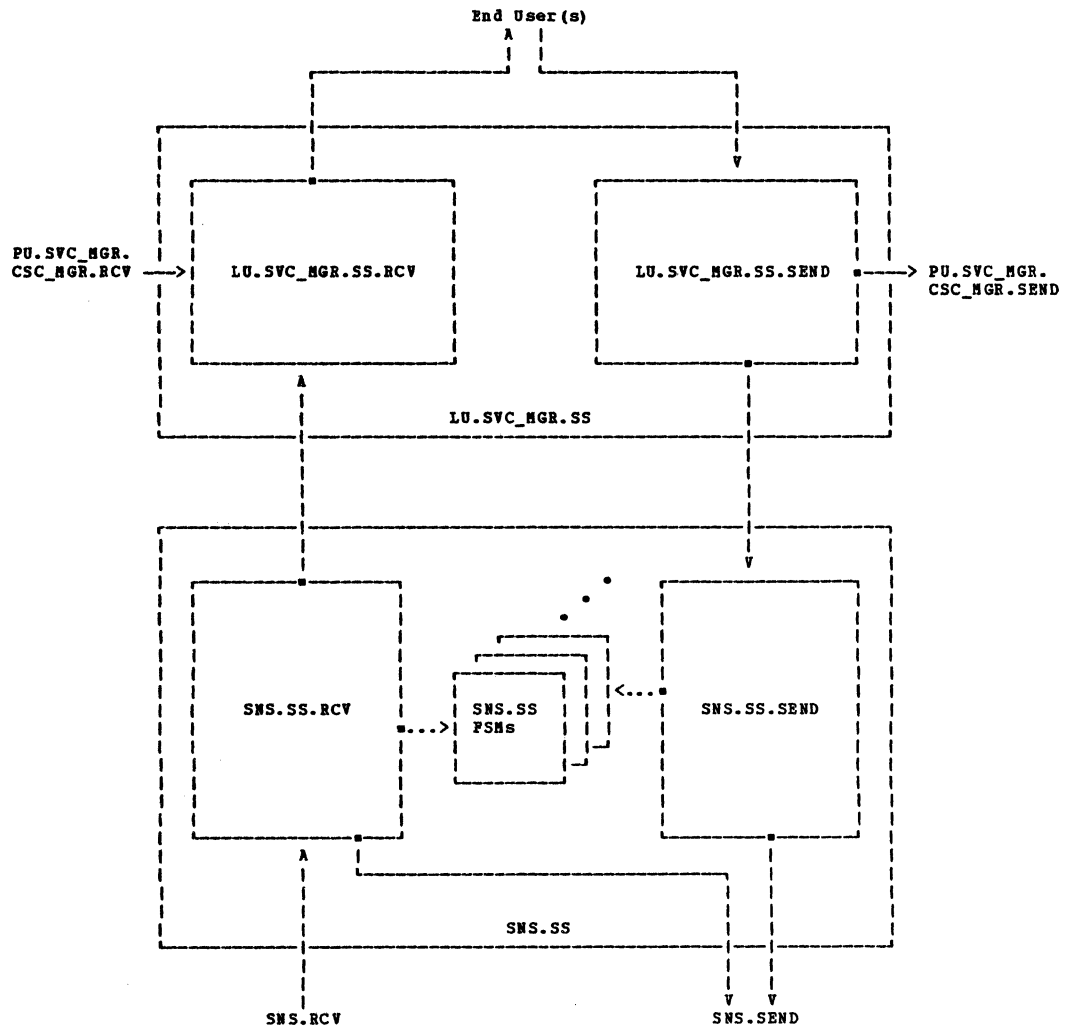 End User(s)
PU.SVC_MGR.
CSC_MGR.RCV
LU.SVC_MGR.SS.RCV
LU.SVC_MGR.SS.SEND
PU.SVC_MGR.
CSC_MGR.SEND
LU.SVC_MGR.SS
SNS.SS.RCV
SNS.SS
FSMs
SNS.SS.SEND
SNS.SS
SNS.RCV
SNS.SEND